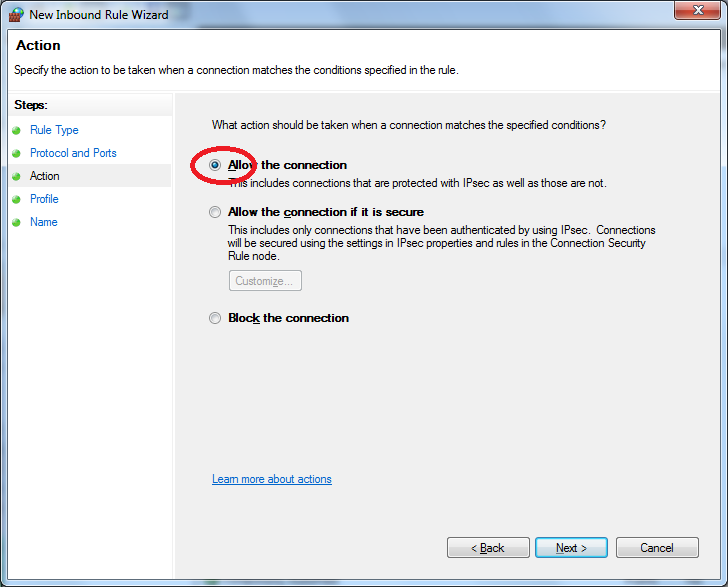 New Inbound Rule Wizard
Action
Specify the action to be taken when a connection matches the conditions specified in the rule.
Steps:
Rule Type
Protocol and Ports
Action
Profile
Name
What action should be taken when a connection matches the specified conditions?
Allow the connection
This includes connections that are protected with IPsec as well as those are not.
Allow the connection if it is secure
This includes only connections that have been authenticated by using IPsec. Connections
will be secured using the settings in IPsec properties and rules in the Connection Security
Rule node.
Customize...
Block the connection
Learn more about actions
< Back
Next >
Cancel